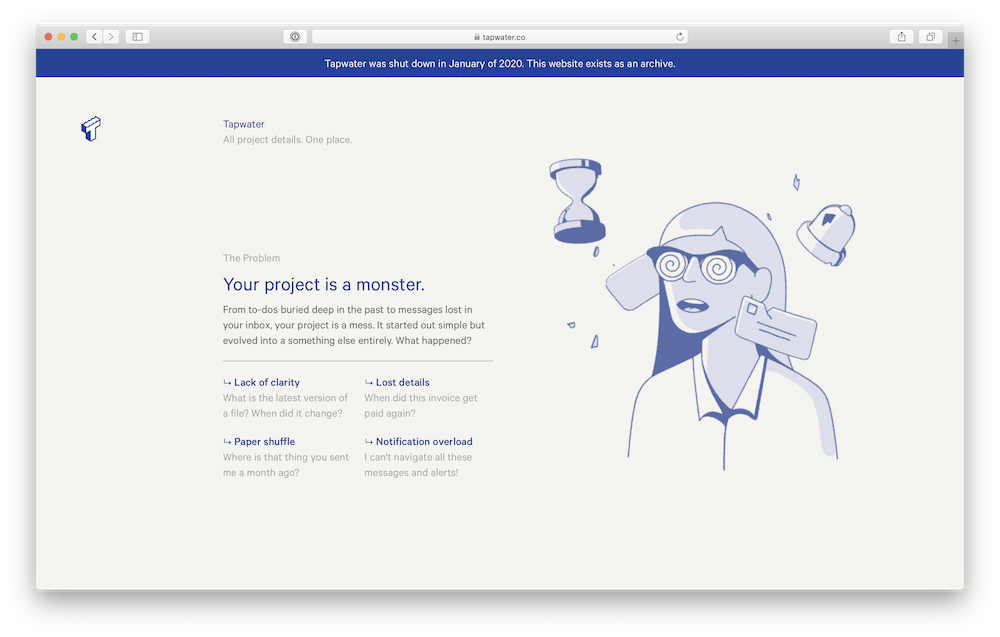 tapwater.co
Tapwater was shut down in January of 2020. This website exists as an archive.
Tapwater
All project details. One place.
The Problem
Your project is a monster.
From to-dos buried deep in the past to messages lost in
your inbox, your project is a mess. It started out simple but
evolved into a something else entirely. What happened?
↳ Lack of clarity
What is the latest version of
a file? When did it change?
↳ Lost details
When did this invoice get
paid again?
↳ Paper shuffle
Where is that thing you sent
me a month ago?
↳ Notification overload
I can't navigate all these
messages and alerts!